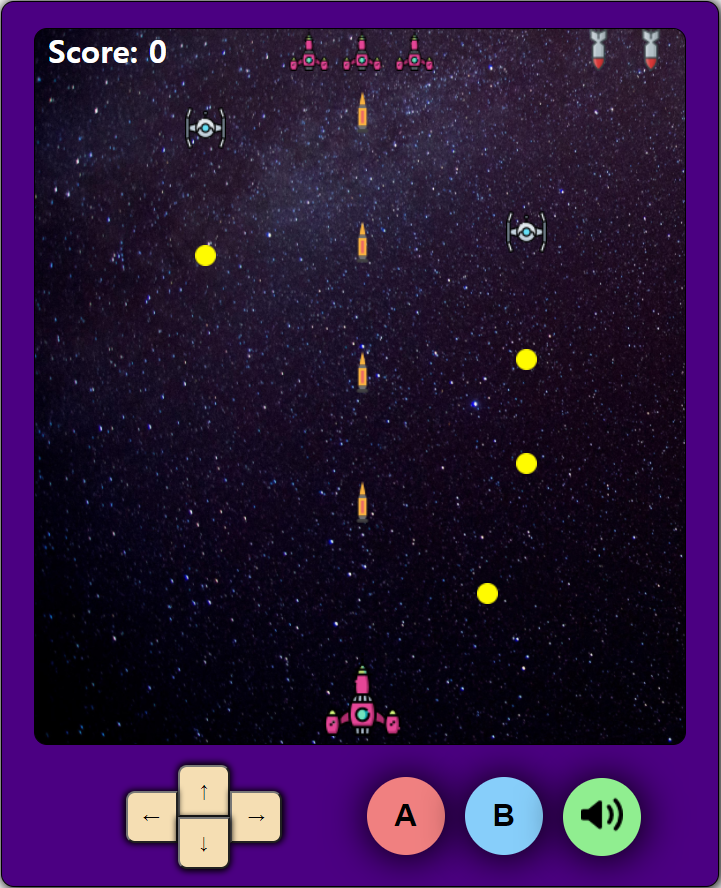 Score: 0
↑
← →
↓
A B